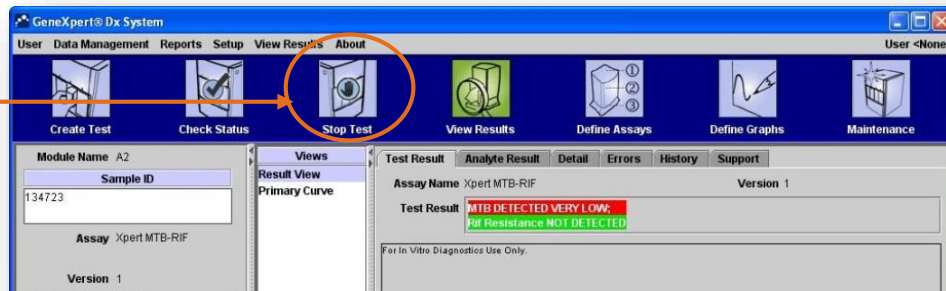 GeneXpert® Dx System
User Data Management Reports Setup View Results About User <None
Create Test Check Status Stop Test View Results Define Assays Define Graphs Maintenance
Module Name A2
Sample ID
134723
Assay Xpert MTB-RIF
Version 1
Views
Result View
Primary Curve
Test Result Analyte Result Detail Errors History Support
Assay Name Xpert MTB-RIF Version 1
Test Result MTB DETECTED VERY LOW;
Rif Resistance NOT DETECTED
For In Vitro Diagnostics Use Only.